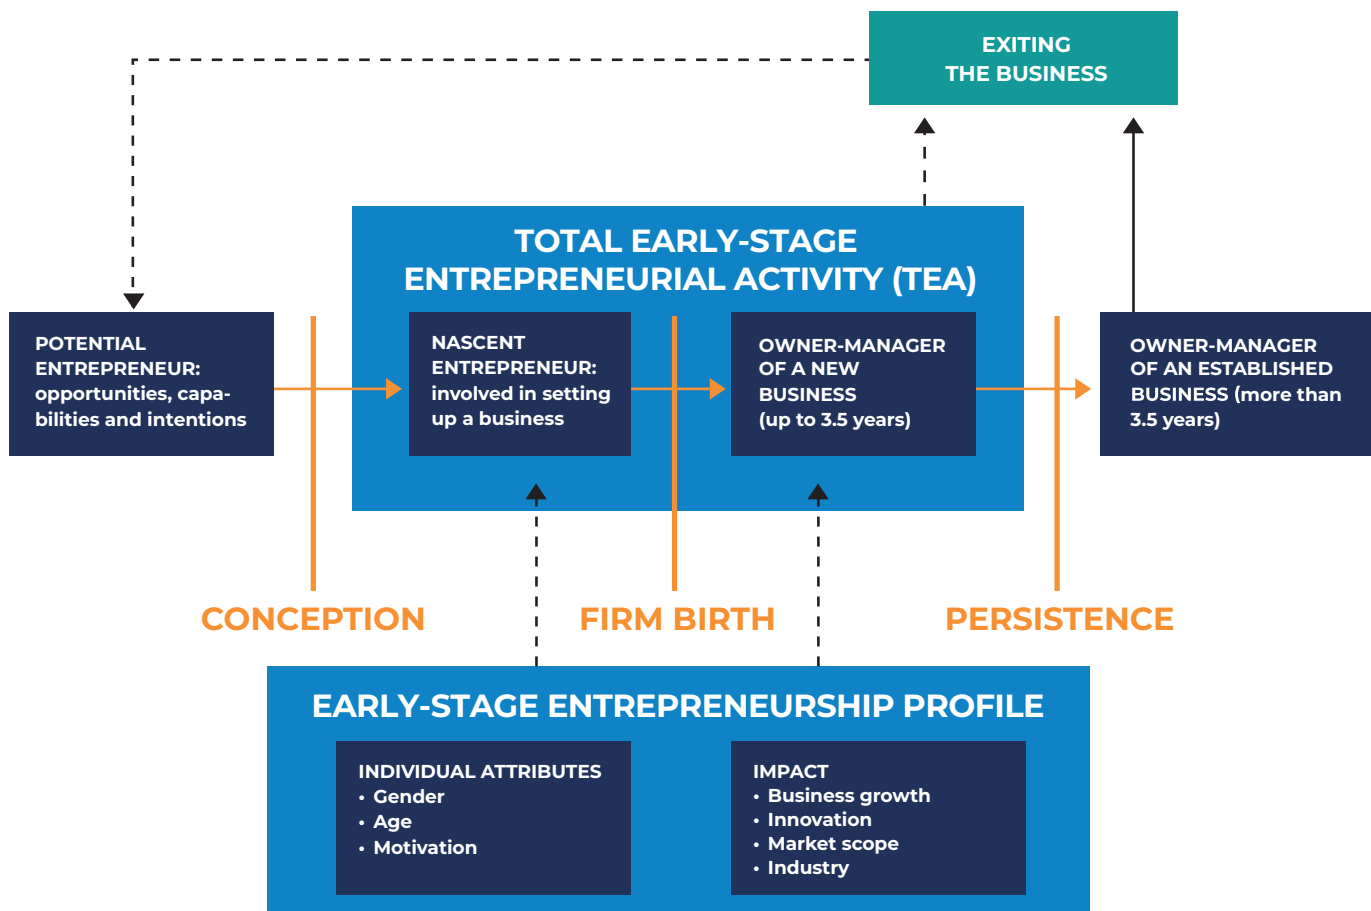 EXITING
THE BUSINESS
TOTAL EARLY-STAGE
ENTREPRENEURIAL ACTIVITY (TEA)
POTENTIAL
ENTREPRENEUR:
opportunities, capa-
bilities and intentions
NASCENT
ENTREPRENEUR:
involved in setting
up a business
OWNER-MANAGER
OF A NEW
BUSINESS
(up to 3.5 years)
OWNER-MANAGER
OF AN ESTABLISHED
BUSINESS (more than
3.5 years)
CONCEPTION
FIRM BIRTH
PERSISTENCE
EARLY-STAGE ENTREPRENEURSHIP PROFILE
INDIVIDUAL ATTRIBUTES
• Gender
• Age
• Motivation
IMPACT
• Business growth
• Innovation
• Market scope
• Industry